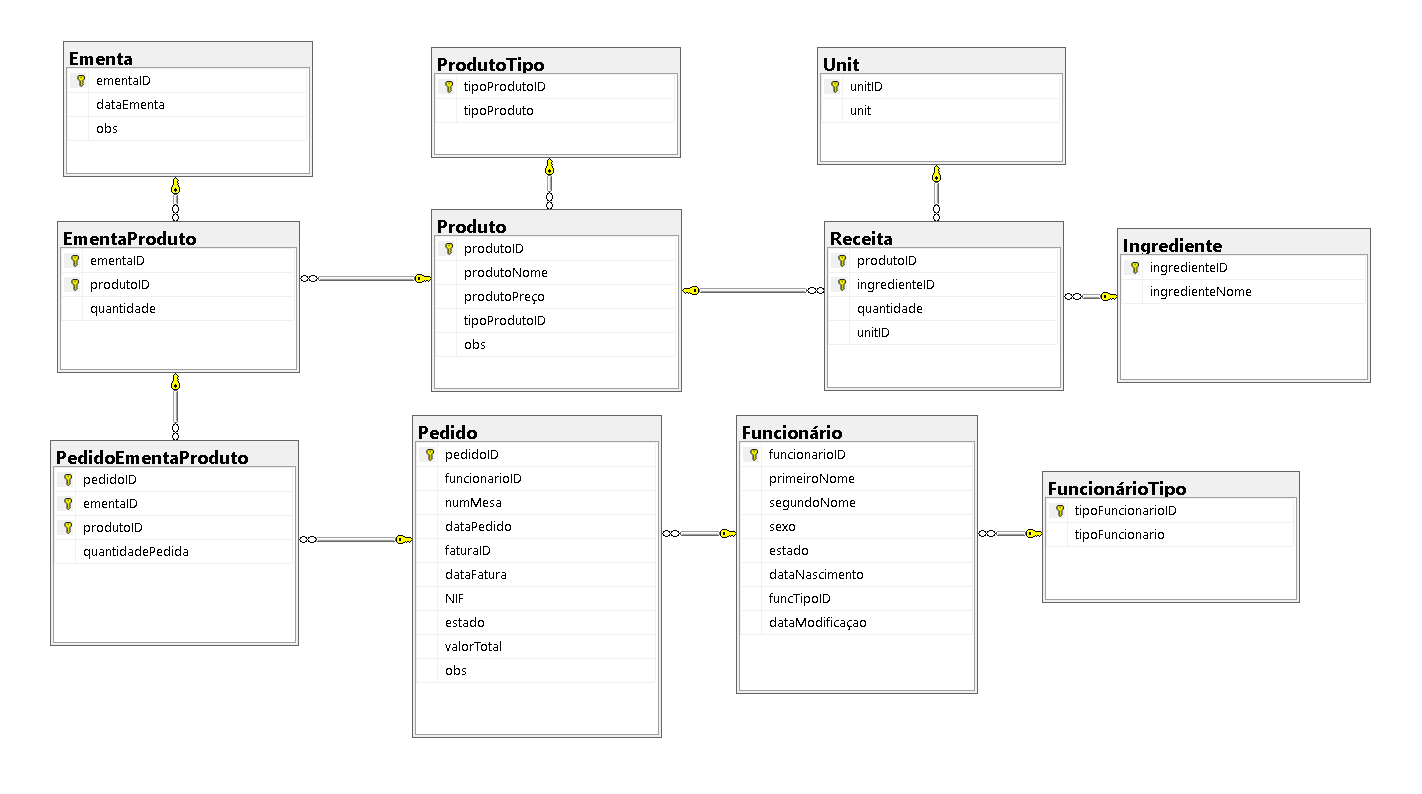 Ementa
ementaID
dataEmenta
obs
ProdutoTipo
tipoProdutoID
tipoProduto
Unit
unitID
unit
EmentaProduto
ementaID
produtoID
quantidade
Produto
produtoID
produtoNome
produtoPreço
tipoProdutoID
obs
Receita
produtoID
ingredienteID
quantidade
unitID
Ingrediente
ingredienteID
ingredienteNome
PedidoEmentaProduto
pedidoID
ementaID
produtoID
quantidadePedida
Pedido
pedidoID
funcionarioID
numMesa
dataPedido
faturaID
dataFatura
NIF
estado
valorTotal
obs
Funcionário
funcionarioID
primeiroNome
segundoNome
sexo
estado
dataNascimento
funcTipoID
dataModificaçao
FuncionárioTipo
tipoFuncionarioID
tipoFuncionario